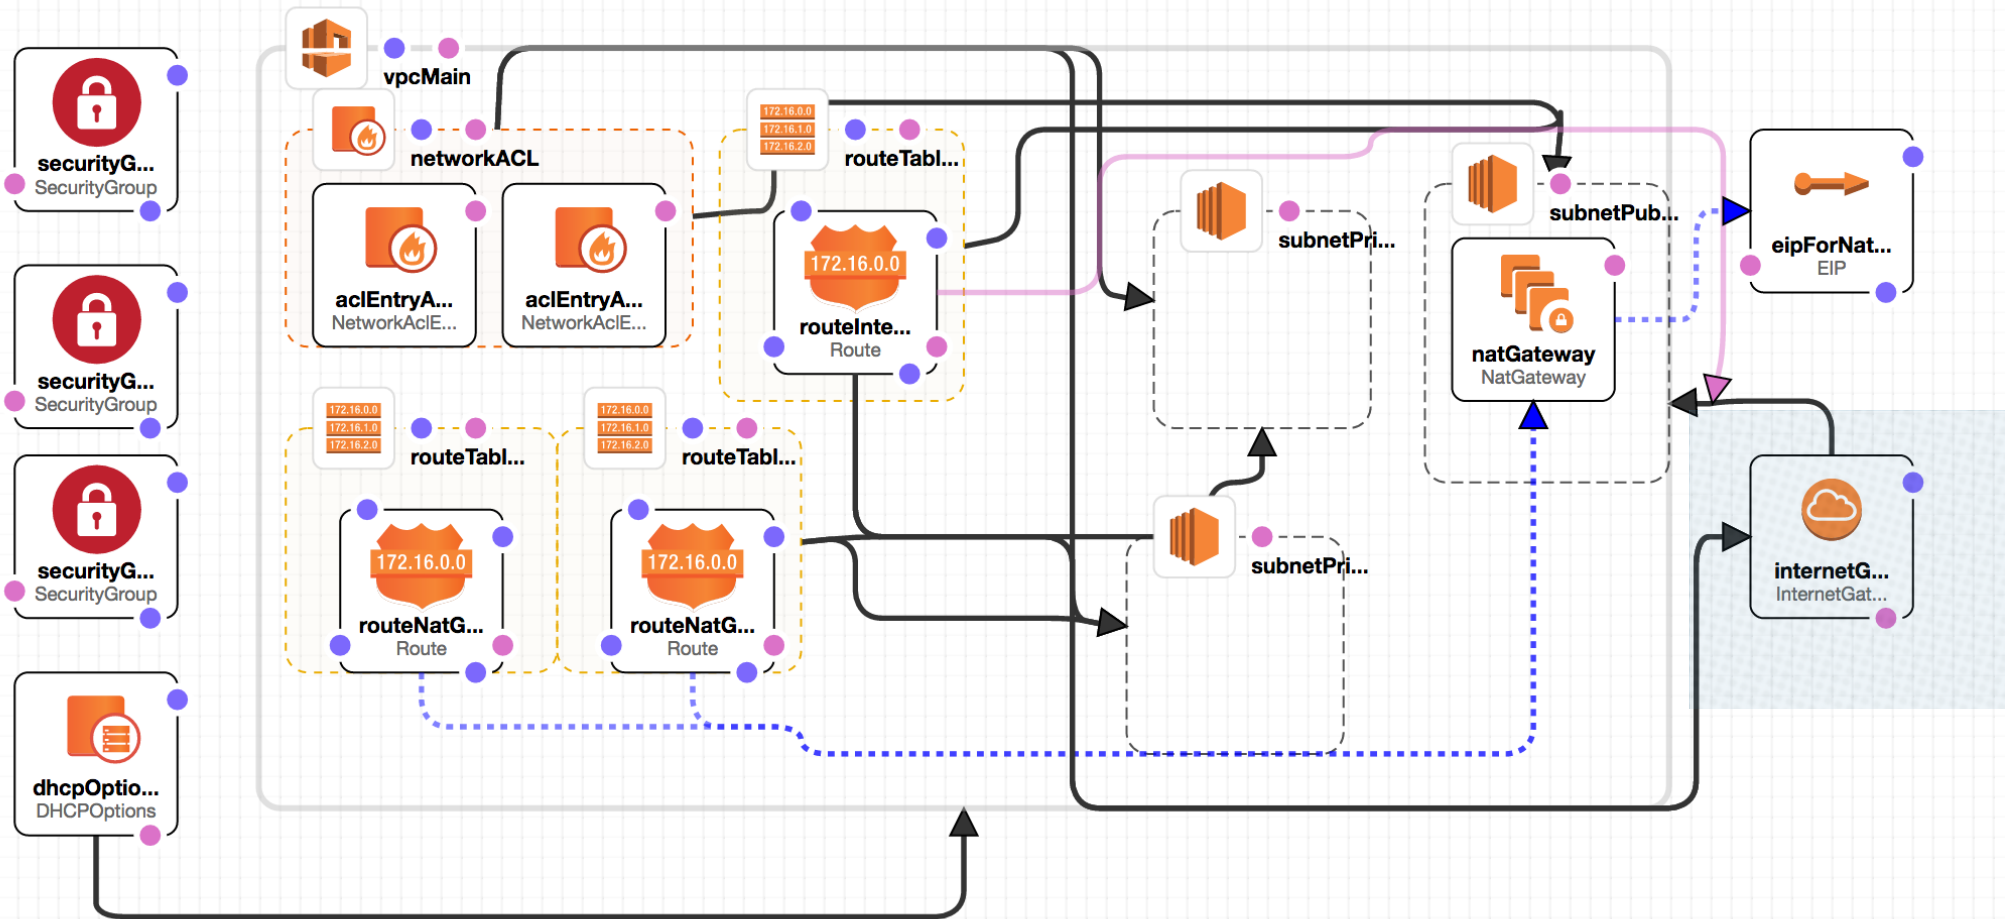 vpcMain
securityG...
SecurityGroup
networkACL
172.16.0.0
172.16.1.0
172.16.2.0
routeTabl...
aclEntryA...
NetworkAclE...
aclEntryA...
NetworkAclE...
172.16.0.0
routeInte...
Route
subnetPri...
subnetPub...
natGateway
NatGateway
eipForNat...
EIP
securityG...
SecurityGroup
172.16.0.0
172.16.1.0
172.16.2.0
routeTabl...
172.16.0.0
172.16.1.0
172.16.2.0
routeTabl...
securityG...
SecurityGroup
172.16.0.0
routeNatG...
Route
172.16.0.0
routeNatG...
Route
subnetPri...
internetG...
InternetGat...
dhcpOptio...
DHCPOptions